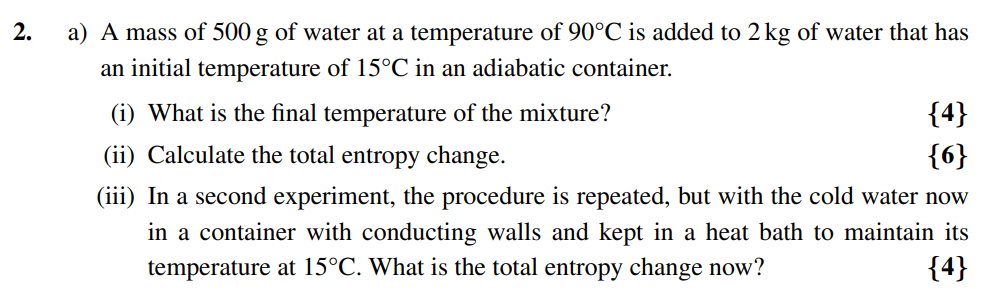 2. a) A mass of 500 g of water at a temperature of 90°C is added to 2 kg of water that has
an initial temperature of 15°C in an adiabatic container.
(i) What is the final temperature of the mixture? {4}
(ii) Calculate the total entropy change. {6}
(iii) In a second experiment, the procedure is repeated, but with the cold water now
in a container with conducting walls and kept in a heat bath to maintain its
temperature at 15°C. What is the total entropy change now? {4}